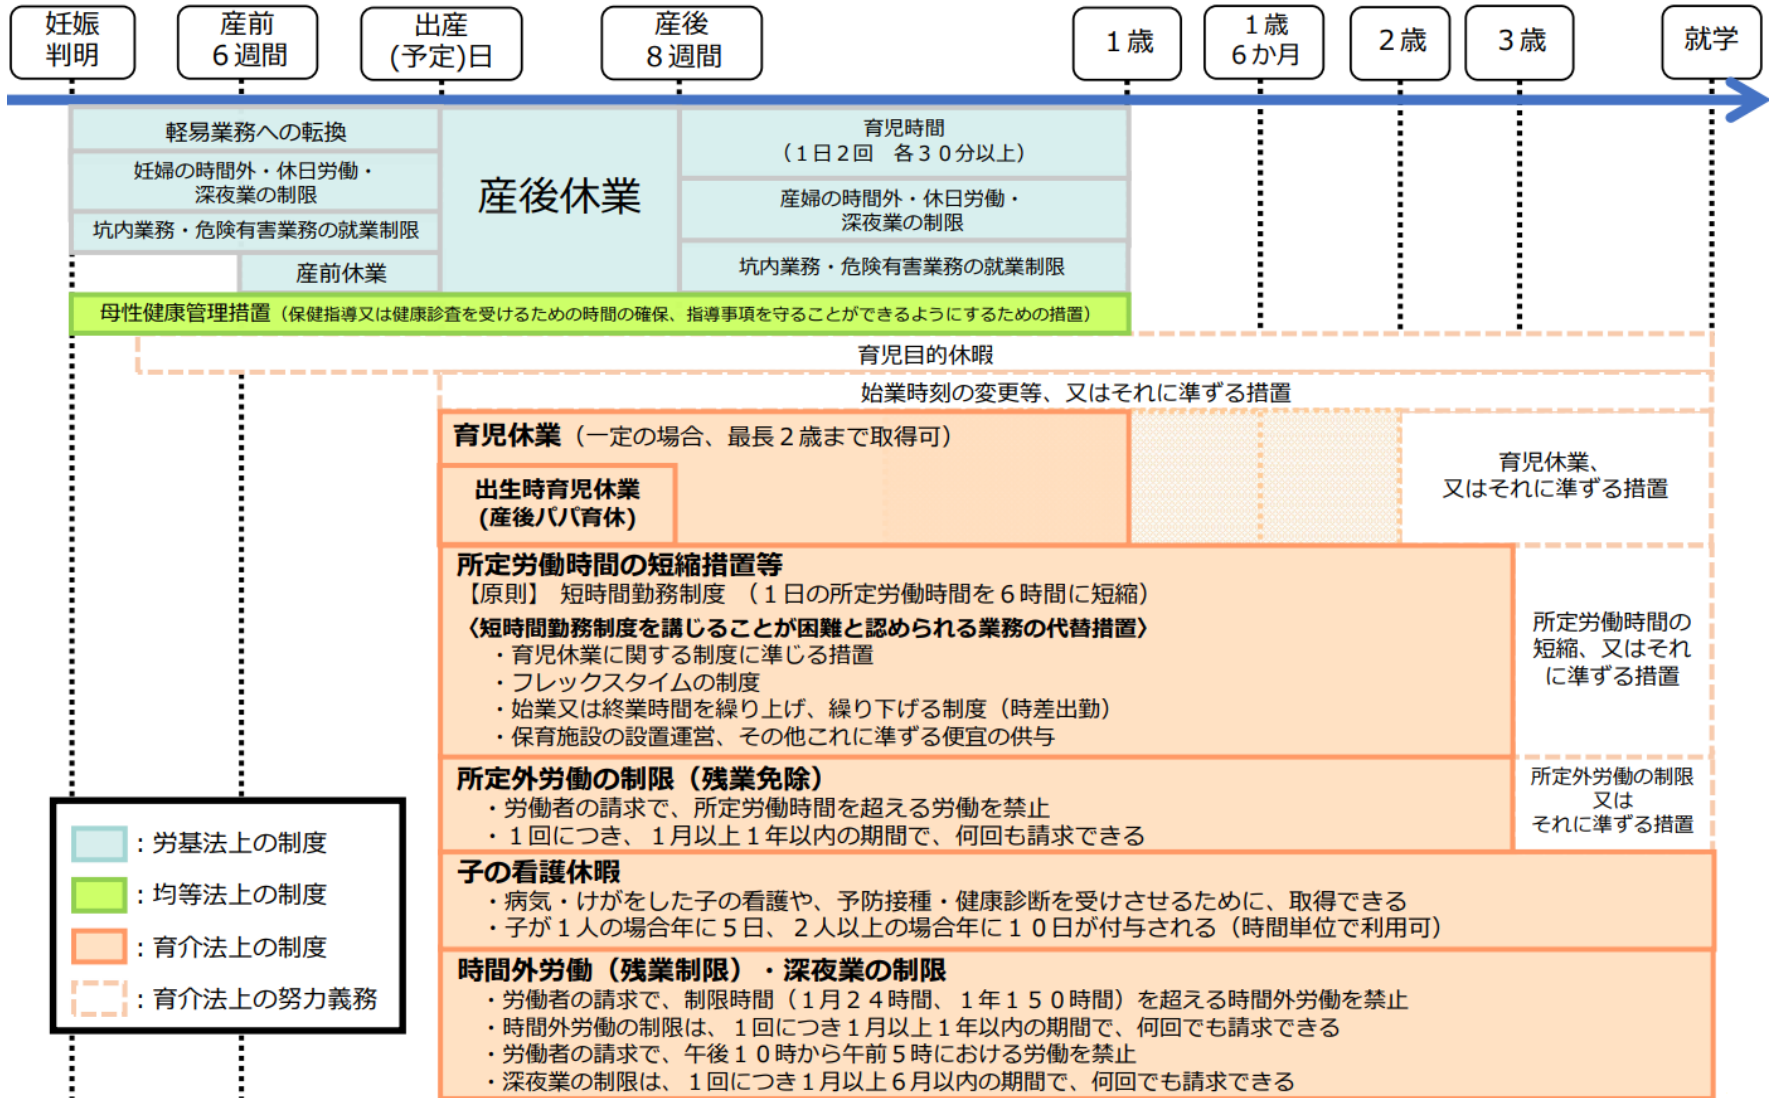 妊娠
判明
産前
６週間
出産
(予定)日
産後
８週間
１歳
１歳
６か月
２歳
３歳
就学
軽易業務への転換
妊婦の時間外・休日労働・
深夜業の制限
坑内業務・危険有害業務の就業制限
産前休業
産後休業
育児時間
（１日２回　各３０分以上）
産婦の時間外・休日労働・
深夜業の制限
坑内業務・危険有害業務の就業制限
母性健康管理措置（保健指導又は健康診査を受けるための時間の確保、指導事項を守ることができるようにするための措置）
育児目的休暇
始業時刻の変更等、又はそれに準ずる措置
育児休業（一定の場合、最長２歳まで取得可）
出生時育児休業
(産後パパ育休)
育児休業、
又はそれに準ずる措置
所定労働時間の短縮措置等
【原則】 短時間勤務制度 （１日の所定労働時間を６時間に短縮）
〈短時間勤務制度を講じることが困難と認められる業務の代替措置〉
・育児休業に関する制度に準じる措置
・フレックスタイムの制度
・始業又は終業時間を繰り上げ、繰り下げる制度（時差出勤）
・保育施設の設置運営、その他これに準ずる便宜の供与
所定労働時間の
短縮、又はそれ
に準ずる措置
所定外労働の制限（残業免除）
・労働者の請求で、所定労働時間を超える労働を禁止
・１回につき、１月以上１年以内の期間で、何回も請求できる
所定外労働の制限
又は
それに準ずる措置
子の看護休暇
・病気・けがをした子の看護や、予防接種・健康診断を受けさせるために、取得できる
・子が１人の場合年に５日、２人以上の場合年に１０日が付与される（時間単位で利用可）
時間外労働（残業制限）・深夜業の制限
・労働者の請求で、制限時間（１月２４時間、１年１５０時間）を超える時間外労働を禁止
・時間外労働の制限は、１回につき１月以上１年以内の期間で、何回でも請求できる
・労働者の請求で、午後１０時から午前５時における労働を禁止
・深夜業の制限は、１回につき１月以上６月以内の期間で、何回でも請求できる
：労基法上の制度
：均等法上の制度
：育介法上の制度
：育介法上の努力義務